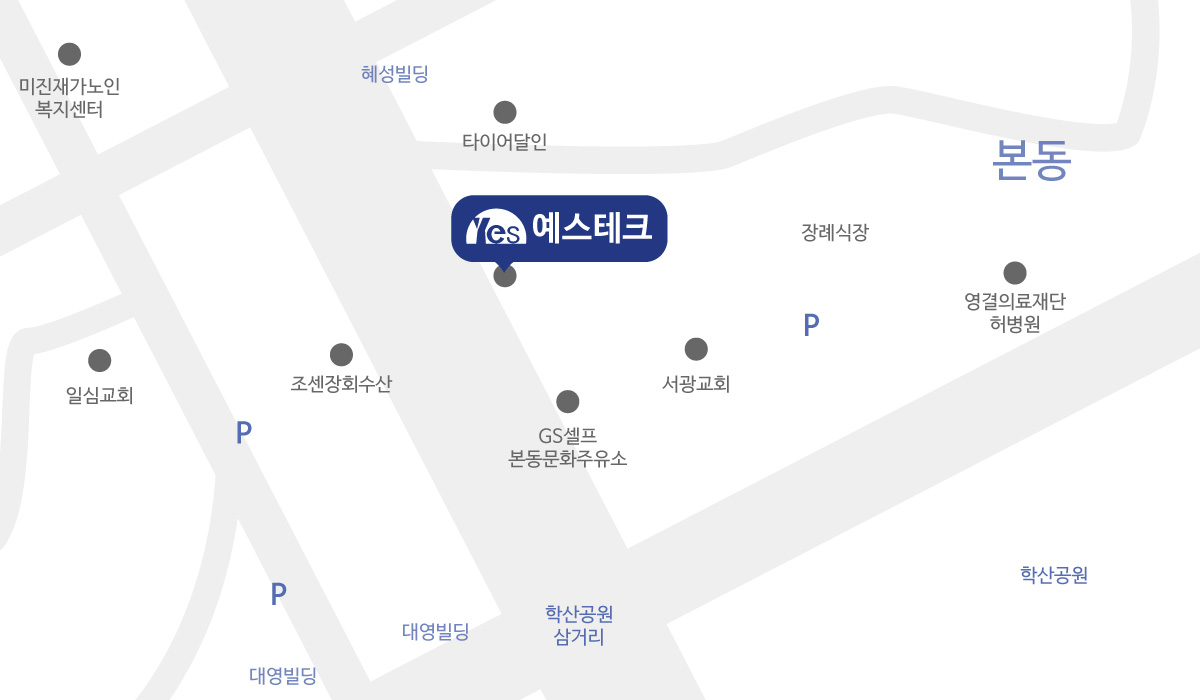 미진재가노인
복지센터
혜성빌딩
타이어달인
본동
Yes 예스테크
장례식장
영결의료재단
허병원
P
일심교회
조센장회수산
서광교회
P
GS셀프
본동문화주유소
학산공원
P
학산공원
삼거리
대영빌딩
대영빌딩